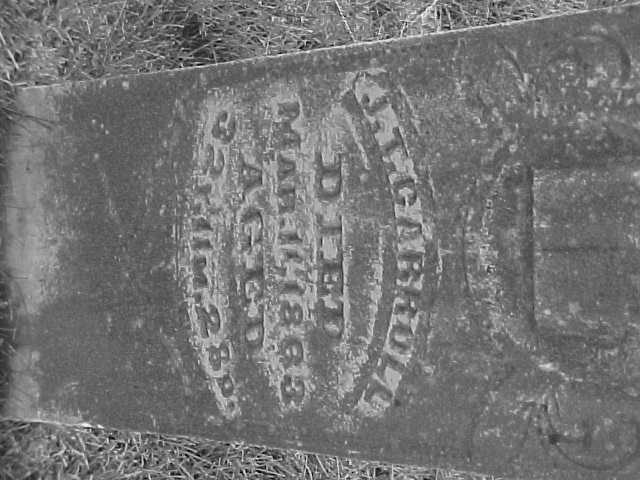 J. T. CARROLL
DIED
MAR. 11. 1863
AGED